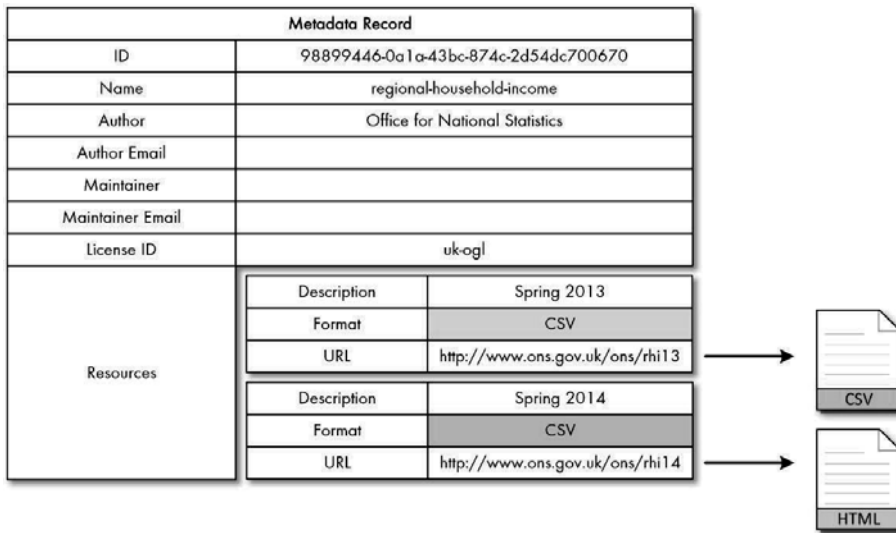 Metadata Record
ID 98899446-0a1a-43bc-874c-2d54dc700670
Name regional-household-income
Author Office for National Statistics
Author Email
Maintainer
Maintainer Email
License ID uk-ogl
Resources
Description Spring 2013
Format CSV
URL http://www.ons.gov.uk/ons/rhi13
CSV
Description Spring 2014
Format CSV
URL http://www.ons.gov.uk/ons/rhi14
HTML